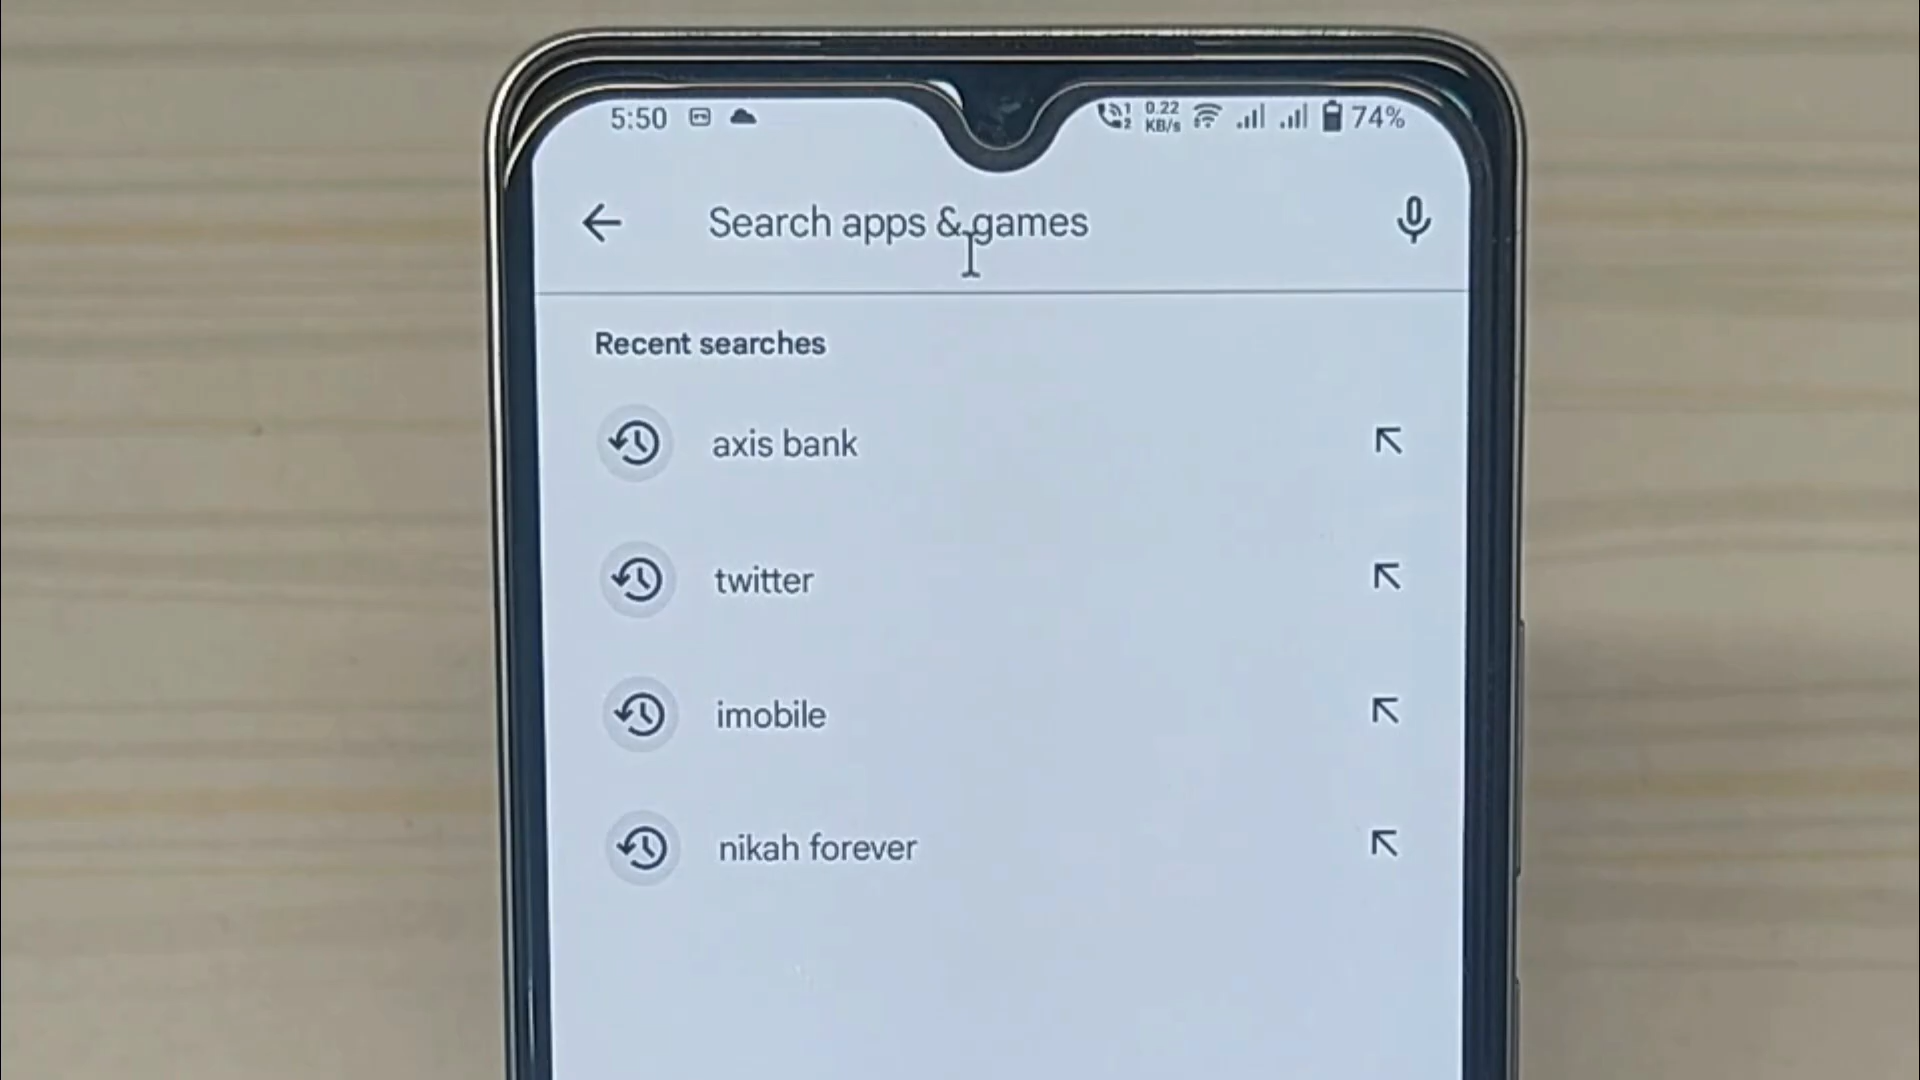 5:50 0.22 KB/s 74%
Search apps & games
Recent searches
axis bank
twitter
imobile
nikah forever